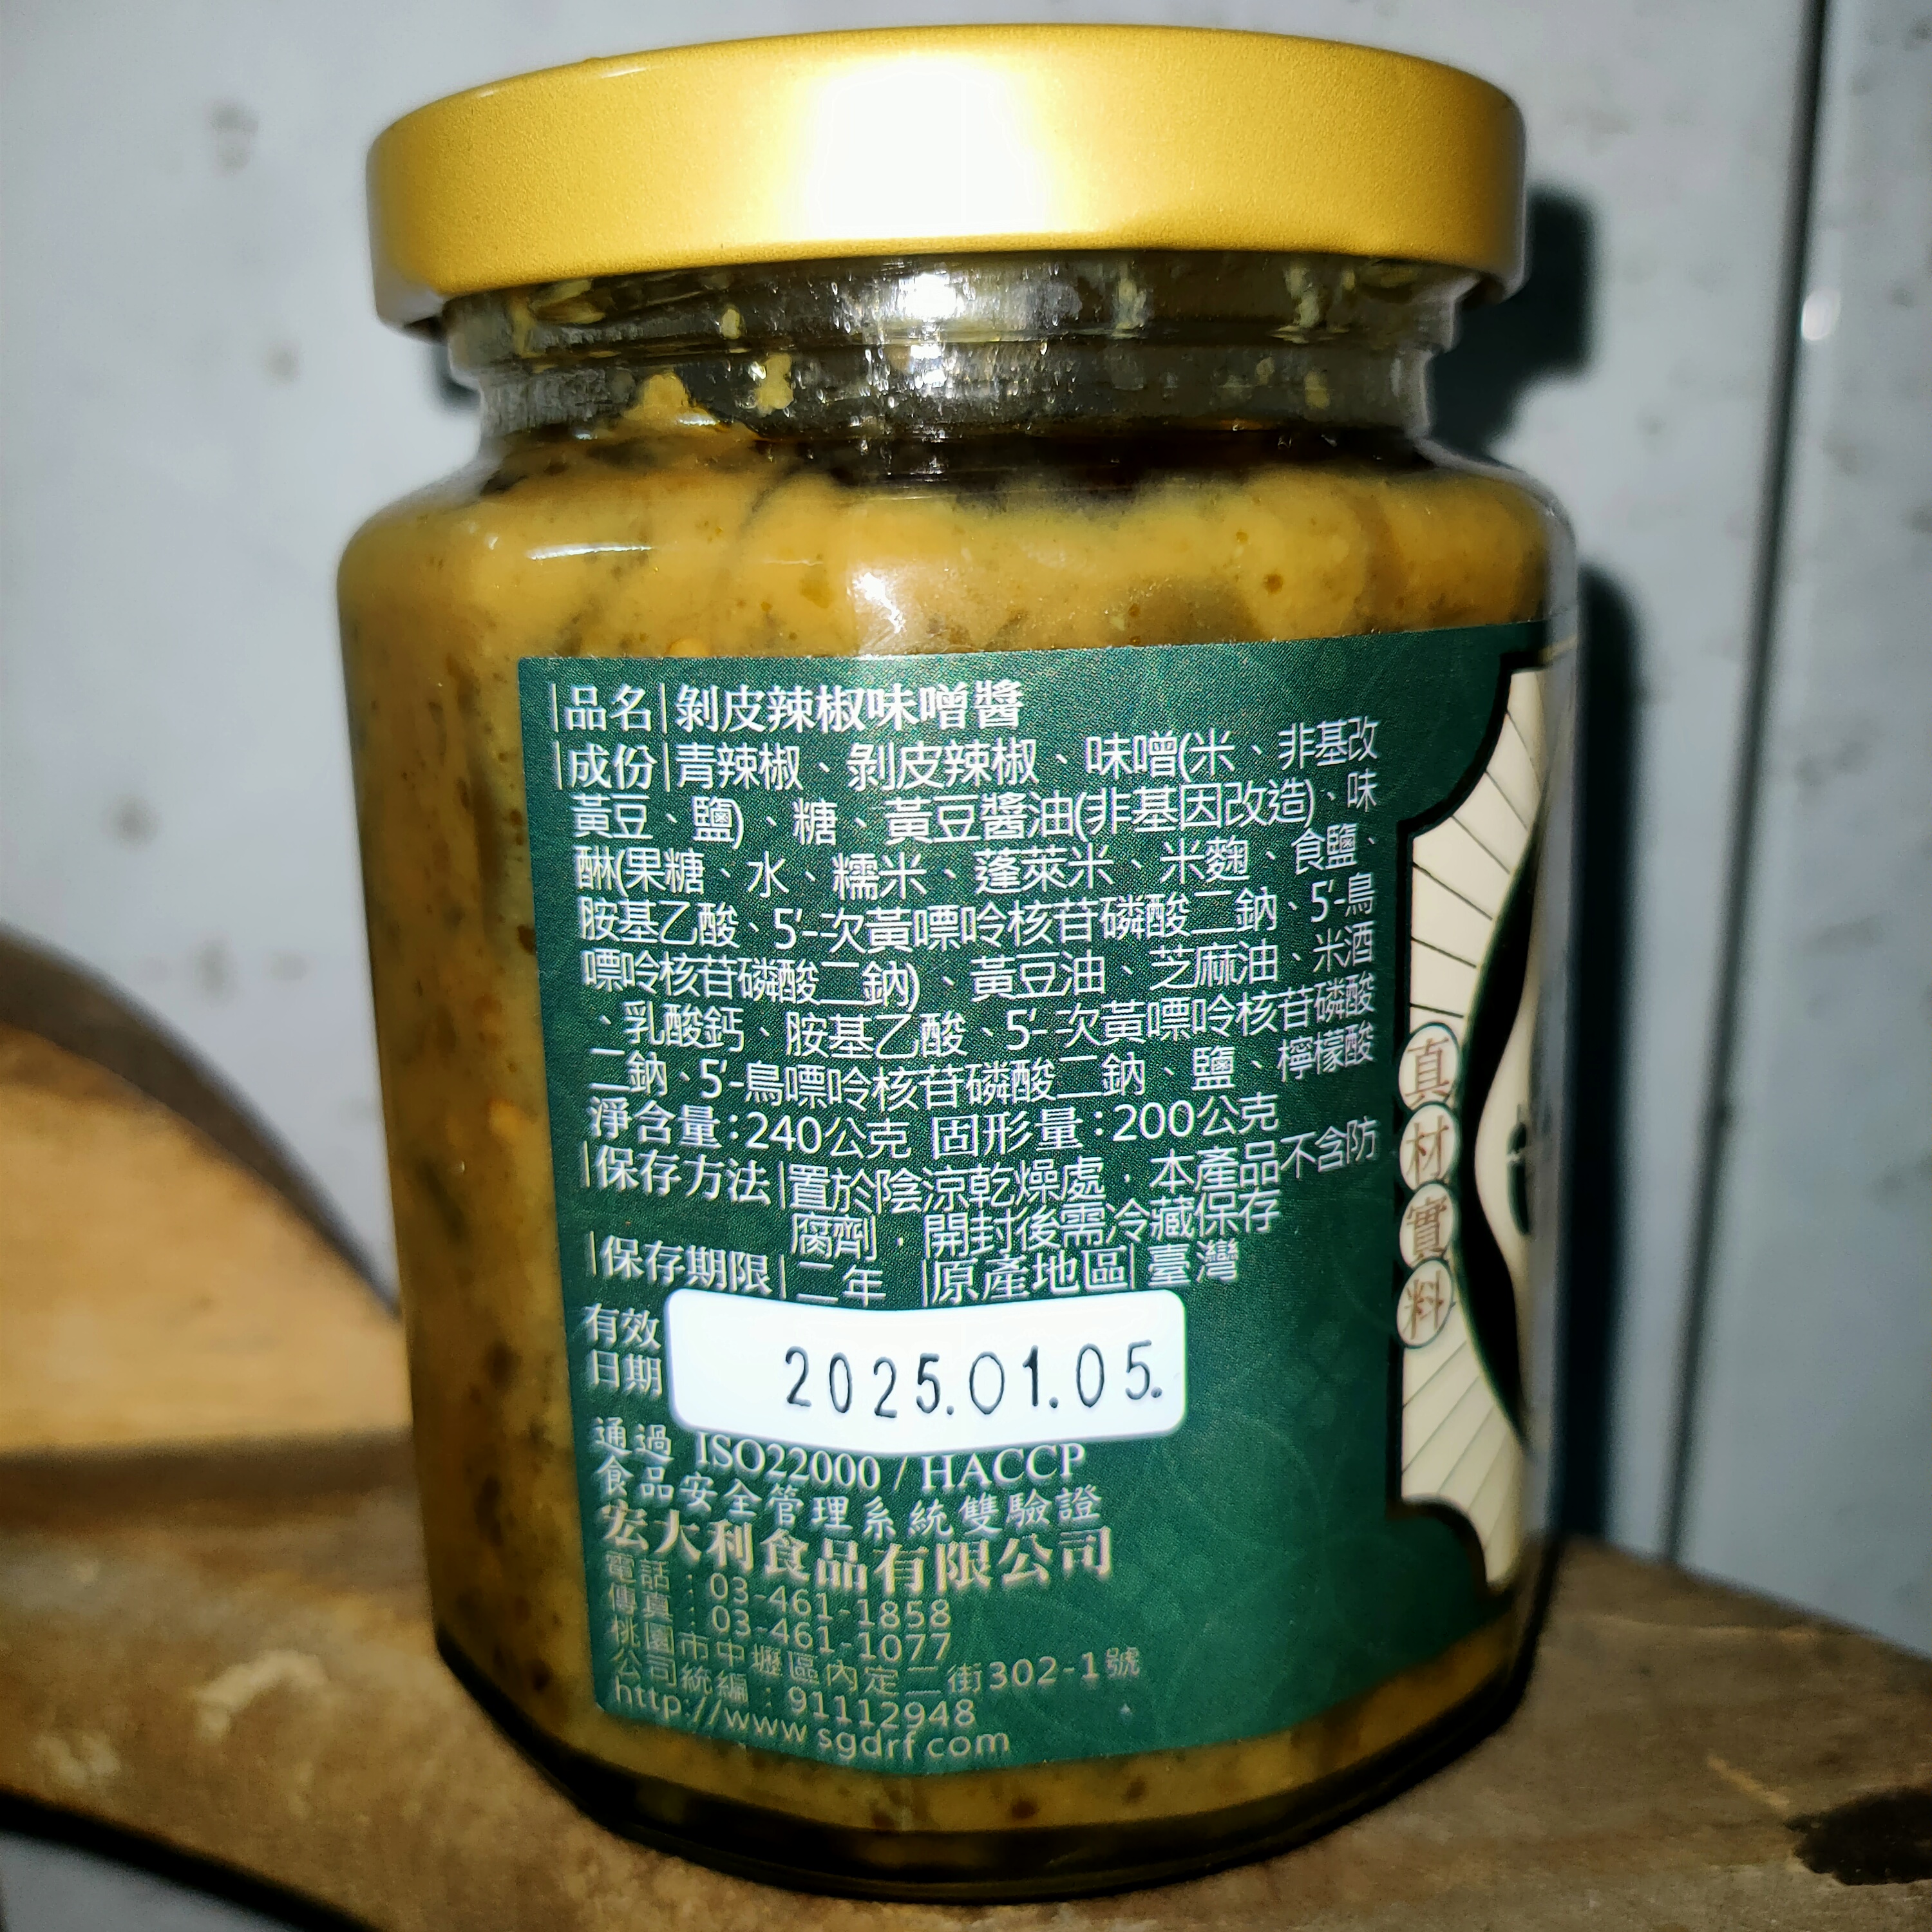 |品名|剝皮辣椒味噌醬
|成份|青辣椒、剝皮辣椒、味噌(米、非基改
黃豆、鹽)、糖、黃豆醬油(非基因改造)、味
醂(果糖、水、糯米、蓬萊米、米麴、食鹽、
胺基乙酸、5'-次黃嘌呤核苷磷酸二鈉、5'-鳥
嘌呤核苷磷酸二鈉)、黃豆油、芝麻油、米酒
、乳酸鈣、胺基乙酸、5'-次黃嘌呤核苷磷酸
二鈉、5'-鳥嘌呤核苷磷酸二鈉、鹽、檸檬酸
淨含量:240公克 固形量:200公克
|保存方法|置於陰涼乾燥處，本產品不含防
腐劑，開封後需冷藏保存
|保存期限|二年 |原產地區|臺灣
有效
日期
2025.01.05.
通過 ISO22000 / HACCP
食品安全管理系統雙驗證
宏大利食品有限公司
電話：03-461-1858
傳真：03-461-1077
桃園市中壢區內定二街302-1號
公司統編：91112948
http://www.sgdrf.com
真材實料